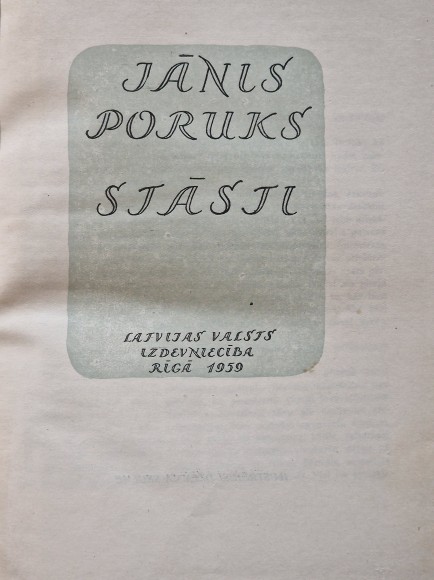 JĀNIS
PORUKS
STĀSTI
LATVIJAS VALSTS
IZDEVNIECĪBA
RĪGĀ 1959